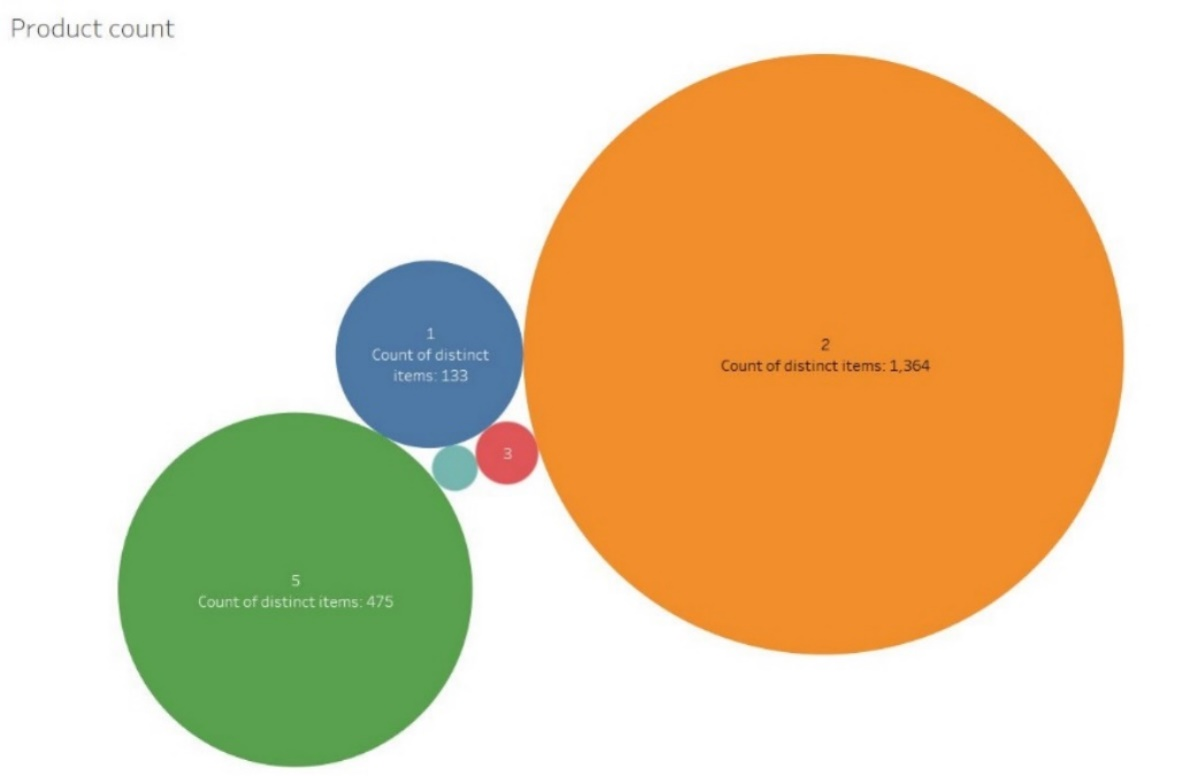 Product count
1
Count of distinct
items: 133
2
Count of distinct items: 1,364
3
5
Count of distinct items: 475